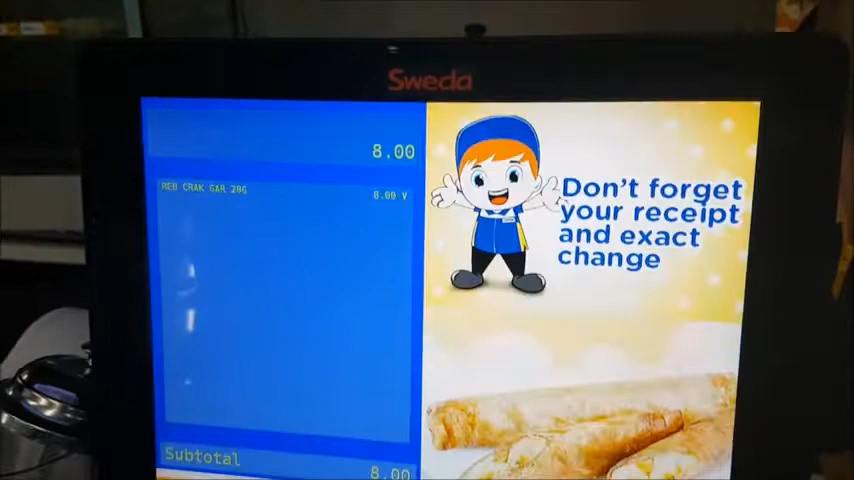 Sweda
8.00
REB CRAK GAR 28G
8.00 V
Don't forget
your receipt
and exact
change
Subtotal
8.00